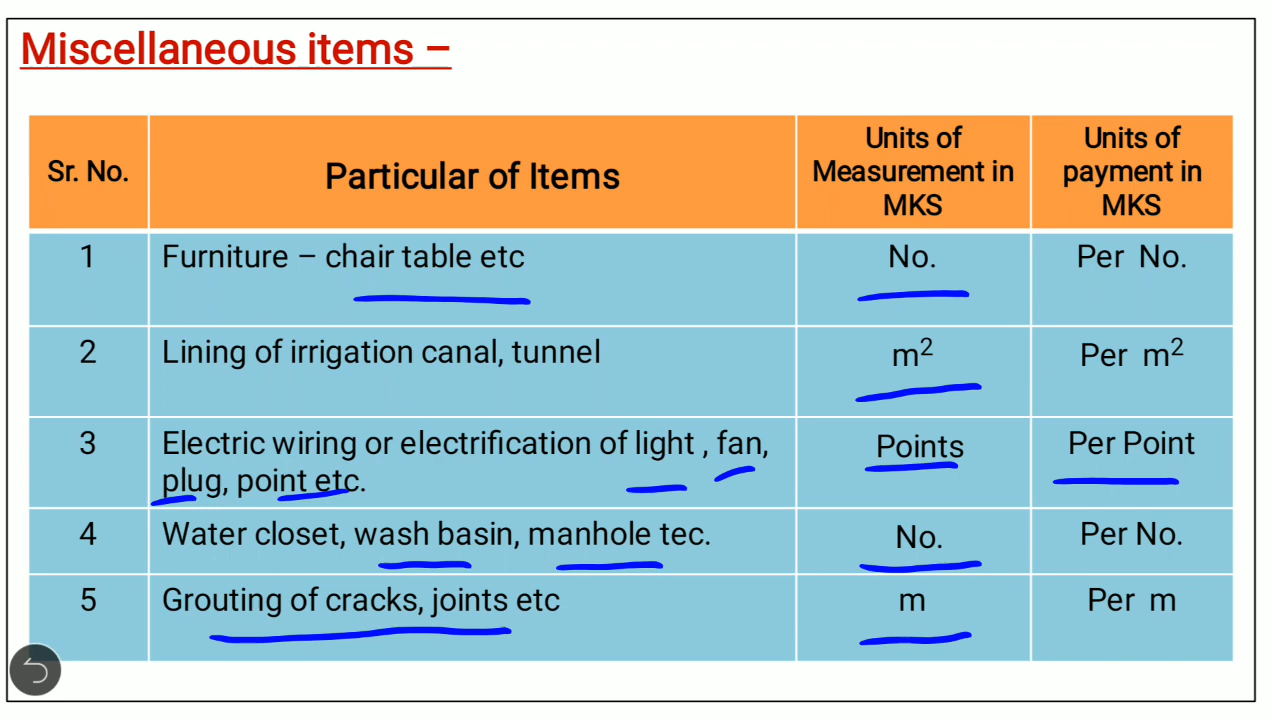 Miscellaneous items –
Sr. No.
Particular of Items
Units of
Measurement in
MKS
Units of
payment in
MKS
1
Furniture – chair table etc
No.
Per No.
2
Lining of irrigation canal, tunnel
m²
Per m²
3
Electric wiring or electrification of light , fan,
plug, point etc.
Points
Per Point
4
Water closet, wash basin, manhole tec.
No.
Per No.
5
Grouting of cracks, joints etc
m
Per m